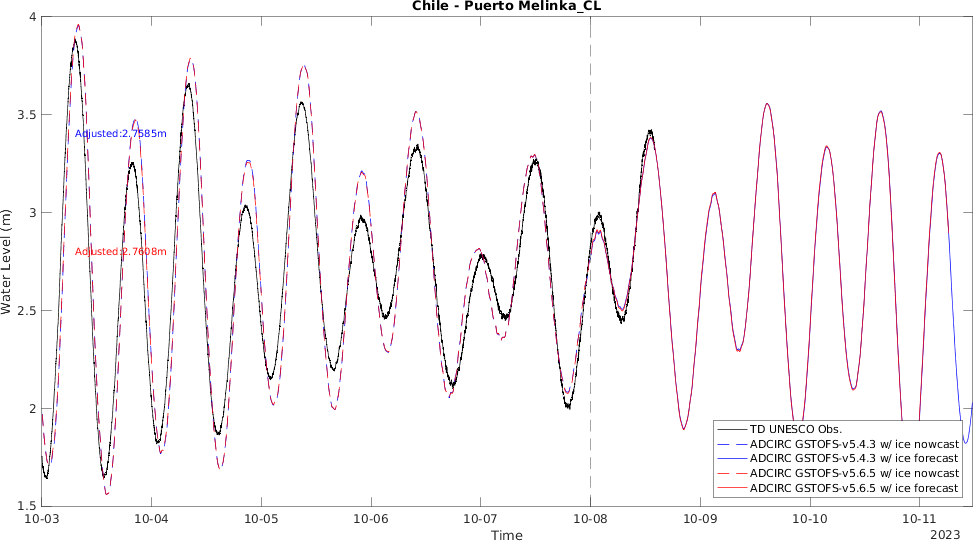 Chile - Puerto Melinka_CL
4
3.5
3
2.5
2
1.5
Water Level (m)
Adjusted:2.7585m
Adjusted:2.7608m
TD UNESCO Obs.
ADCIRC GSTOFS-v5.4.3 w/ ice nowcast
ADCIRC GSTOFS-v5.4.3 w/ ice forecast
ADCIRC GSTOFS-v5.6.5 w/ ice nowcast
ADCIRC GSTOFS-v5.6.5 w/ ice forecast
10-03 10-04 10-05 10-06 10-07 10-08 10-09 10-10 10-11
Time
2023